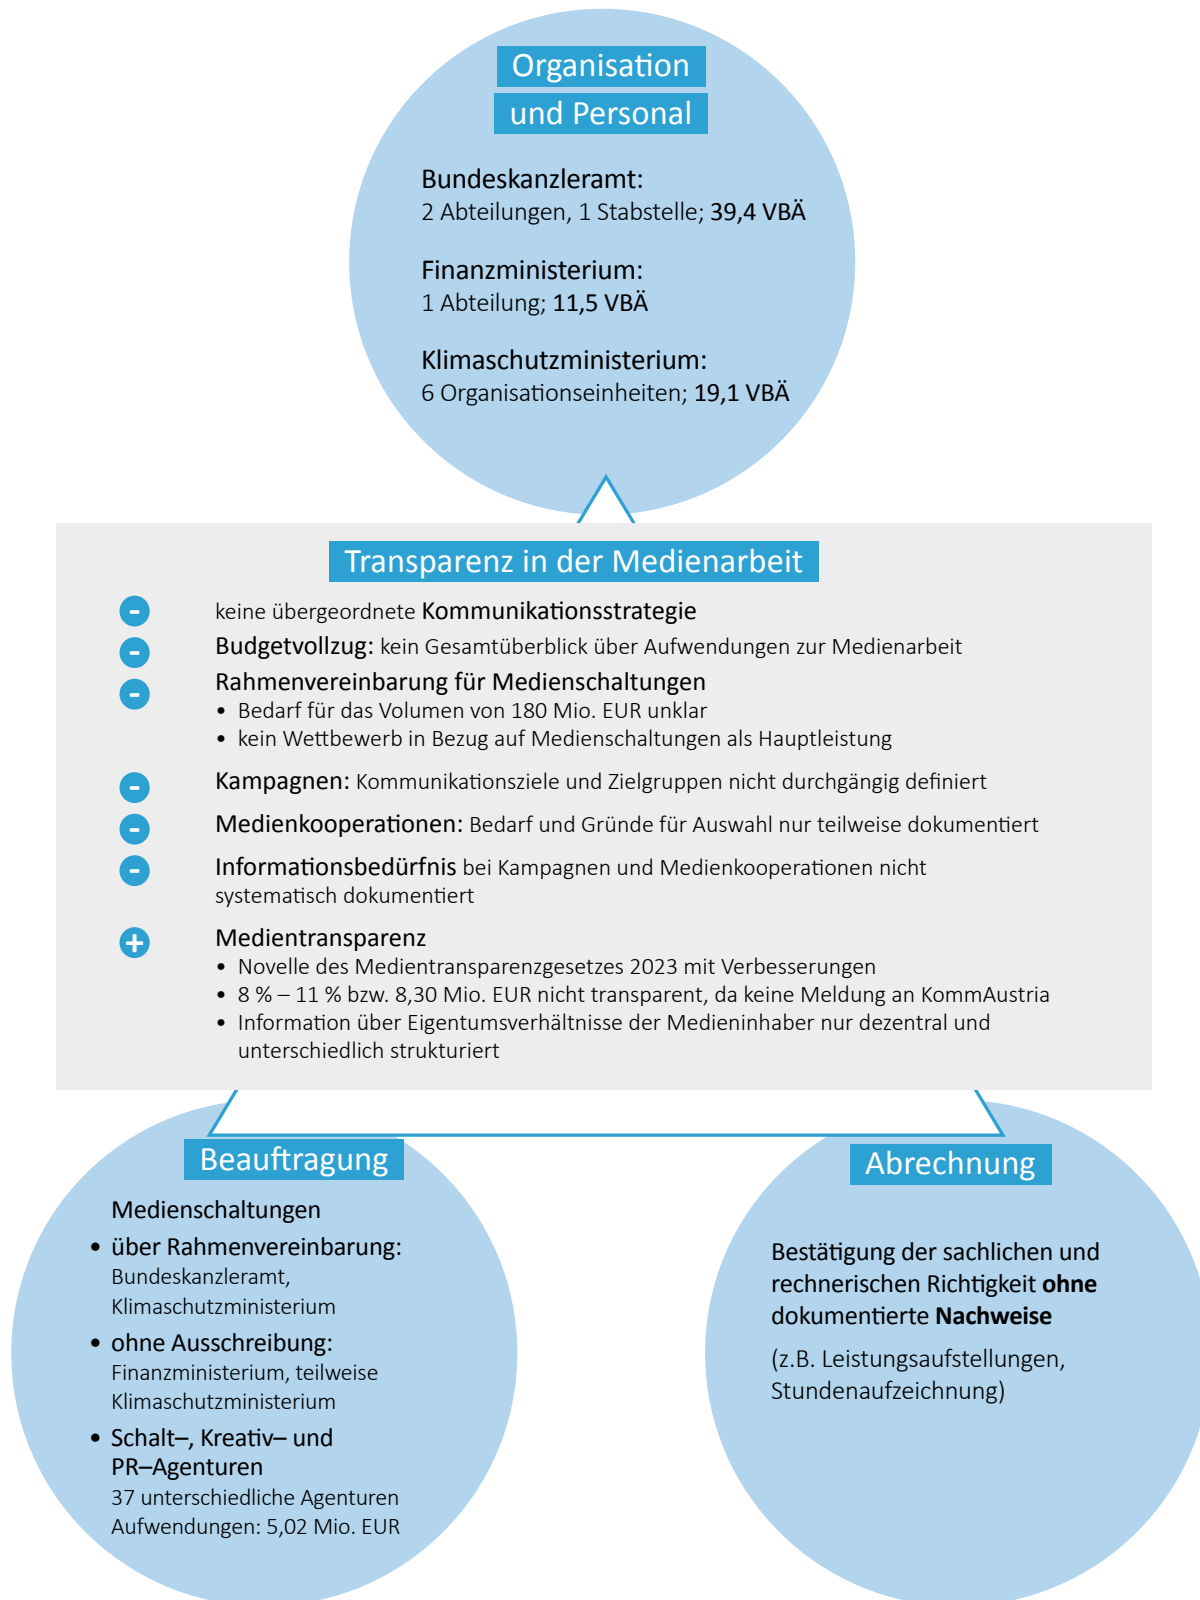 Organisation
und Personal
Bundeskanzleramt:
2 Abteilungen, 1 Stabstelle; 39,4 VBÄ
Finanzministerium:
1 Abteilung; 11,5 VBÄ
Klimaschutzministerium:
6 Organisationseinheiten; 19,1 VBÄ
Transparenz in der Medienarbeit
- keine übergeordnete Kommunikationsstrategie
- Budgetvollzug: kein Gesamtüberblick über Aufwendungen zur Medienarbeit
- Rahmenvereinbarung für Medienschaltungen
• Bedarf für das Volumen von 180 Mio. EUR unklar
• kein Wettbewerb in Bezug auf Medienschaltungen als Hauptleistung
- Kampagnen: Kommunikationsziele und Zielgruppen nicht durchgängig definiert
- Medienkooperationen: Bedarf und Gründe für Auswahl nur teilweise dokumentiert
- Informationsbedürfnis bei Kampagnen und Medienkooperationen nicht
systematisch dokumentiert
+ Medientransparenz
• Novelle des Medientransparenzgesetzes 2023 mit Verbesserungen
• 8 % – 11 % bzw. 8,30 Mio. EUR nicht transparent, da keine Meldung an KommAustria
• Information über Eigentumsverhältnisse der Medieninhaber nur dezentral und
unterschiedlich strukturiert
Beauftragung
Medienschaltungen
• über Rahmenvereinbarung:
Bundeskanzleramt,
Klimaschutzministerium
• ohne Ausschreibung:
Finanzministerium, teilweise
Klimaschutzministerium
• Schalt–, Kreativ– und
PR–Agenturen
37 unterschiedliche Agenturen
Aufwendungen: 5,02 Mio. EUR
Abrechnung
Bestätigung der sachlichen und
rechnerischen Richtigkeit ohne
dokumentierte Nachweise
(z.B. Leistungsaufstellungen,
Stundenaufzeichnung)